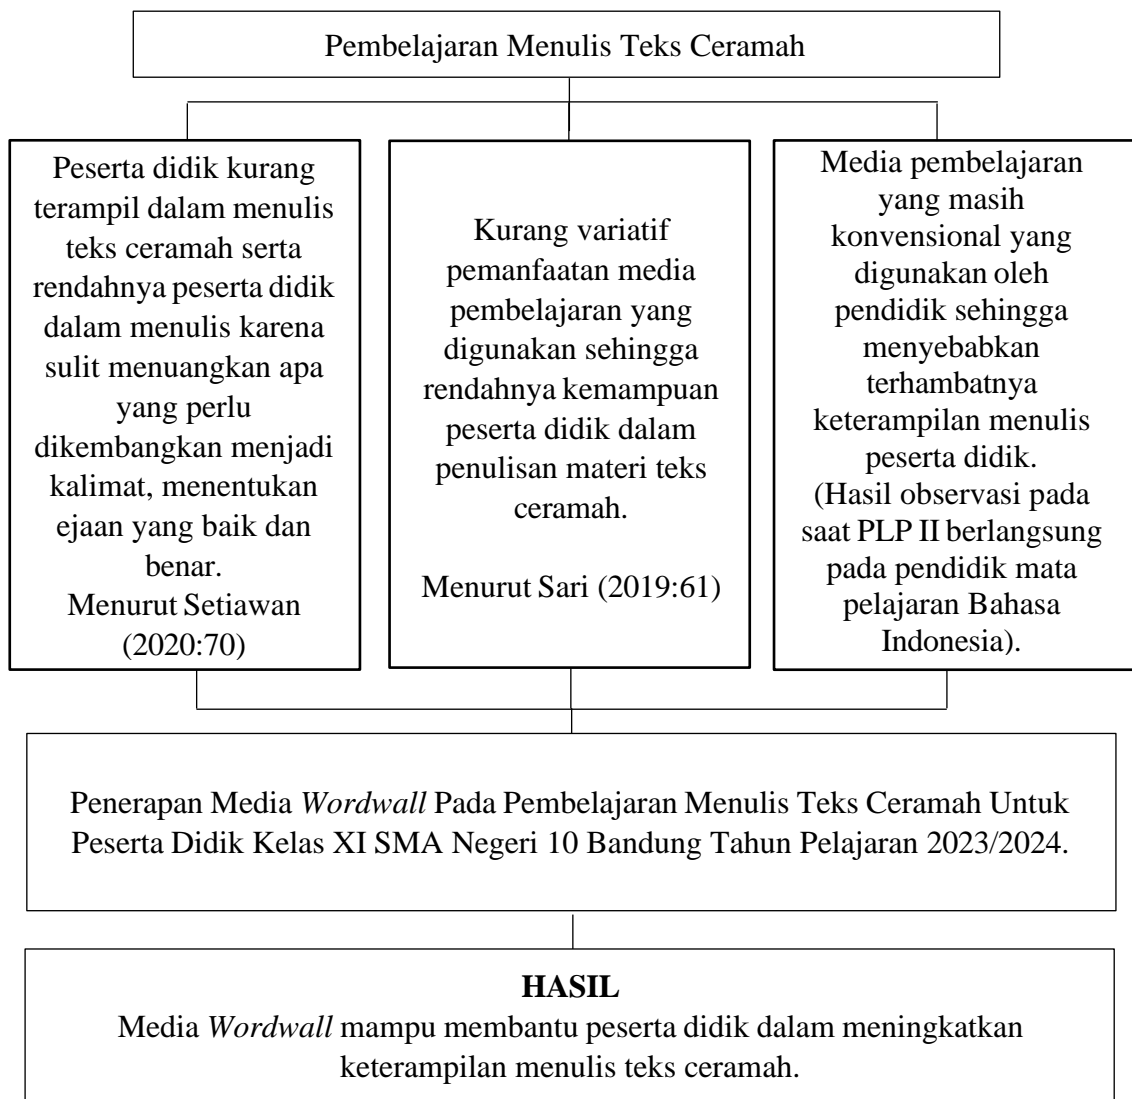 Pembelajaran Menulis Teks Ceramah
Peserta didik kurang
terampil dalam menulis
teks ceramah serta
rendahnya peserta didik
dalam menulis karena
sulit menuangkan apa
yang perlu
dikembangkan menjadi
kalimat, menentukan
ejaan yang baik dan
benar.
Menurut Setiawan
(2020:70)
Kurang variatif
pemanfaatan media
pembelajaran yang
digunakan sehingga
rendahnya kemampuan
peserta didik dalam
penulisan materi teks
ceramah.
Menurut Sari (2019:61)
Media pembelajaran
yang masih
konvensional yang
digunakan oleh
pendidik sehingga
menyebabkan
terhambatnya
keterampilan menulis
peserta didik.
(Hasil observasi pada
saat PLP II berlangsung
pada pendidik mata
pelajaran Bahasa
Indonesia).
Penerapan Media Wordwall Pada Pembelajaran Menulis Teks Ceramah Untuk
Peserta Didik Kelas XI SMA Negeri 10 Bandung Tahun Pelajaran 2023/2024.
HASIL
Media Wordwall mampu membantu peserta didik dalam meningkatkan
keterampilan menulis teks ceramah.